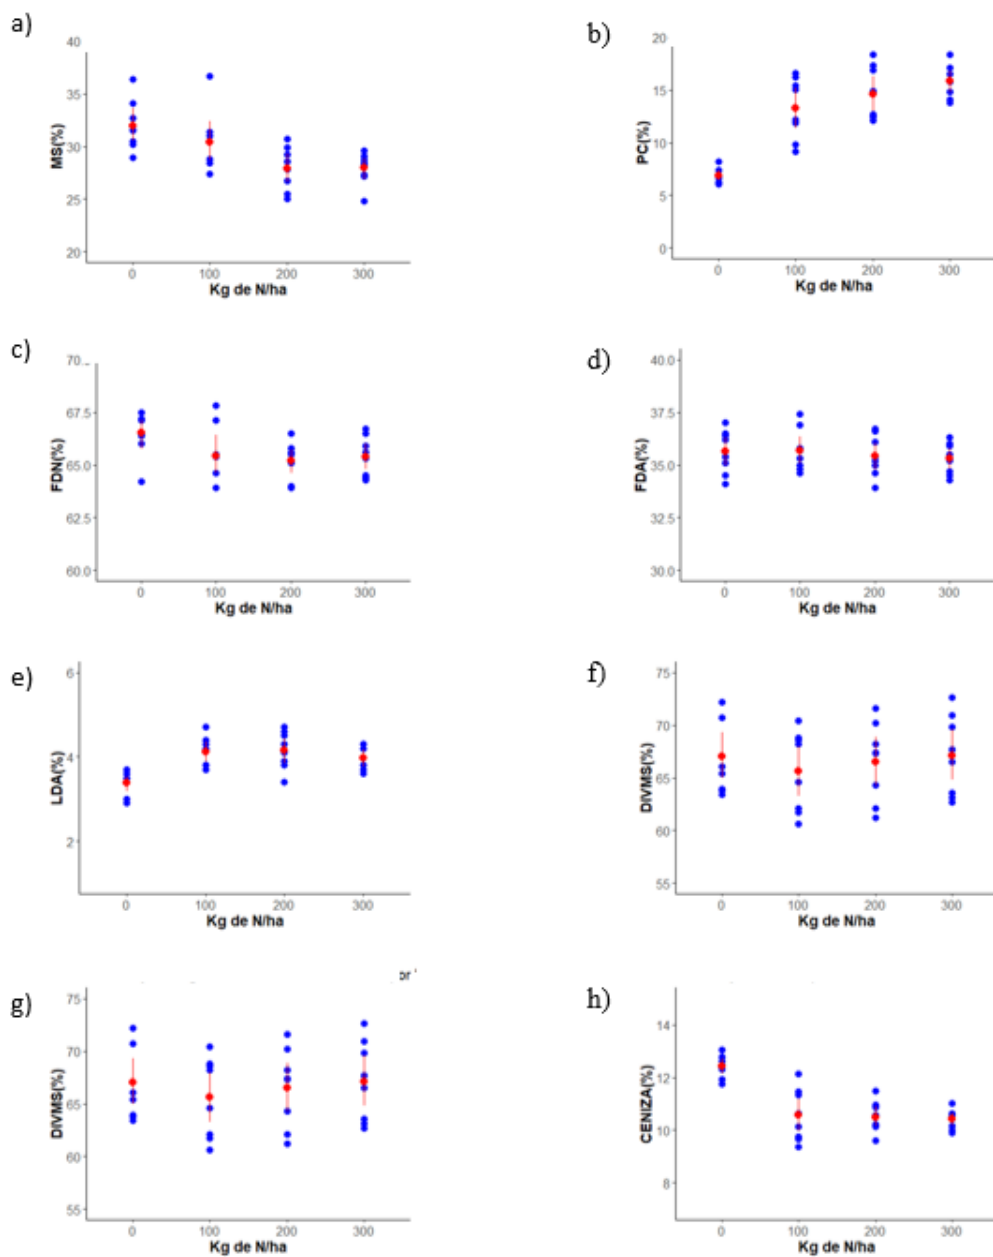 a)
40
35
30
25
20
MS(%)
0 100 200 300
Kg de N/ha
b)
20
15
10
5
0
PC(%)
0 100 200 300
Kg de N/ha
c)
70.
67.5
65.0
62.5
60.0
FDN(%)
0 100 200 300
Kg de N/ha
d)
40.0
37.5
35.0
32.5
30.0
FDA(%)
0 100 200 300
Kg de N/ha
e)
6
4
2
LDA(%)
0 100 200 300
Kg de N/ha
f)
75
70
65
60
55
DIVMS(%)
0 100 200 300
Kg de N/ha
or
g)
75
70
65
60
55
DIVMS(%)
0 100 200 300
Kg de N/ha
h)
14
12
10
8
CENIZA(%)
0 100 200 300
Kg de N/ha